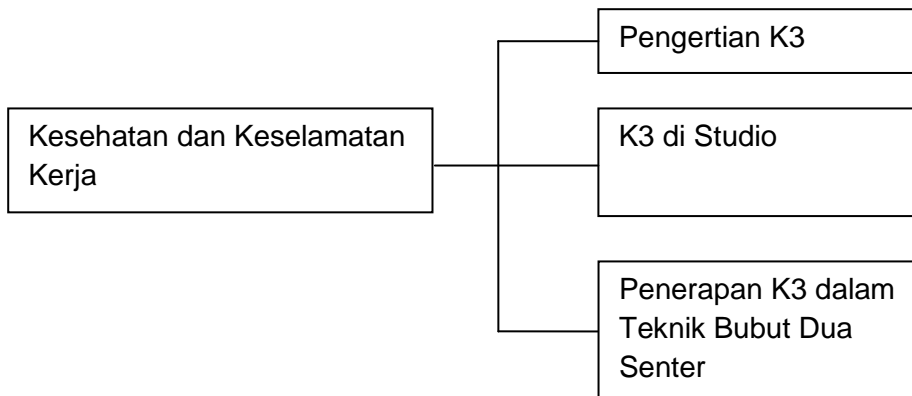 Pengertian K3
Kesehatan dan Keselamatan
Kerja
K3 di Studio
Penerapan K3 dalam
Teknik Bubut Dua
Senter